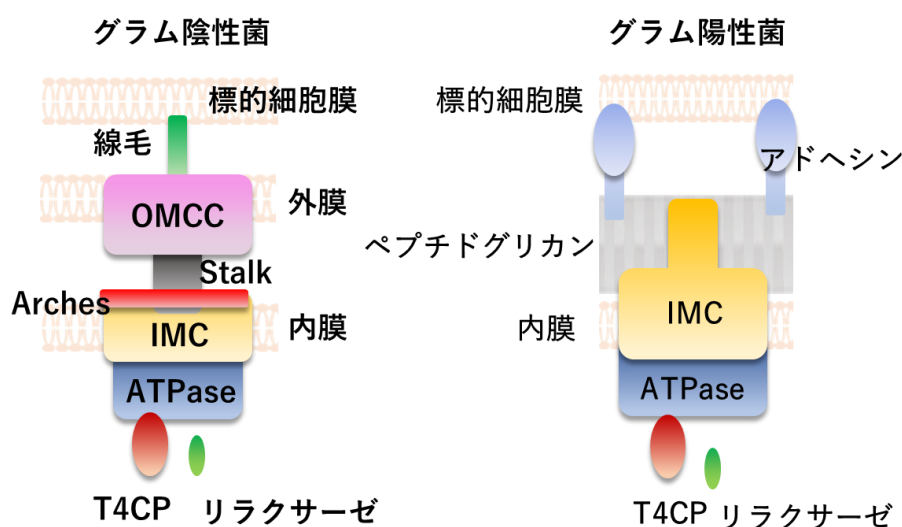 グラム陰性菌
標的細胞膜
線毛
OMCC
外膜
Stalk
Arches
IMC
内膜
ATPase
T4CP
リラクサーゼ
グラム陽性菌
標的細胞膜
アドヘシン
ペプチドグリカン
IMC
内膜
ATPase
T4CP
リラクサーゼ